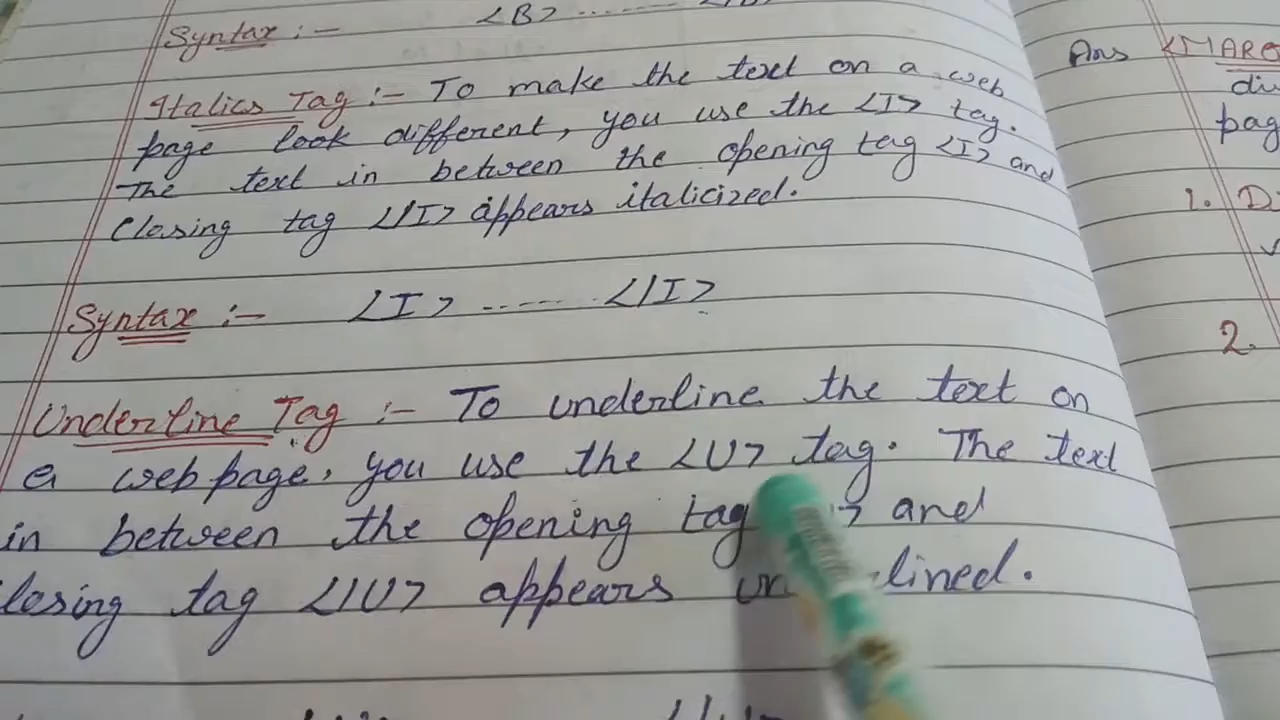 Syntax :- <B> .......
Italics Tag :- To make the text on a web
page look different, you use the <I> tag.
The text in between the opening tag <I> and
Closing tag </I> appears italicized.
Syntax :- <I> ...... </I>
Underline Tag :- To underline the text on
a webpage, you use the <U> tag. The text
in between the opening tag and
losing tag </U> appears lined.
Ans <MARQ
di
pag
1. D
2.